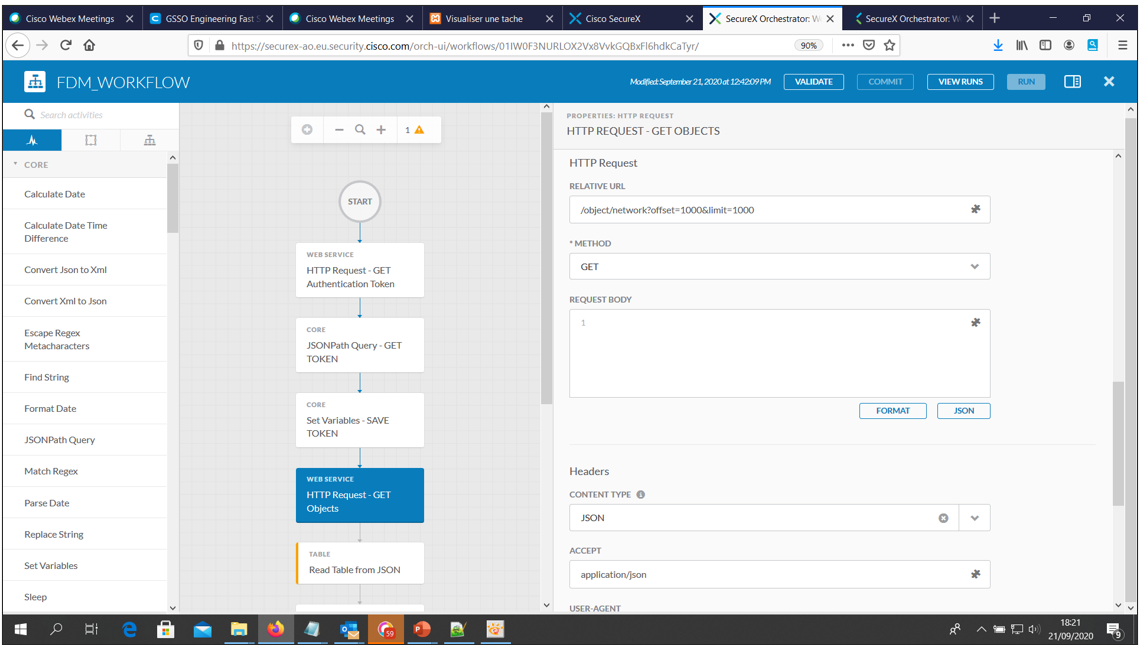 Cisco Webex Meetings
GSSO Engineering Fast S
Cisco Webex Meetings
Visualiser une tache
Cisco SecureX
SecureX Orchestrator: W
SecureX Orchestrator: W
https://securex-ao.eu.security.cisco.com/orch-ui/workflows/01IW0F3NURLOX2Vx8VvkGQBxFl6hdkCaTyr/
90%
FDM_WORKFLOW
Modified: September 21, 2020 at 12:42:09 PM
VALIDATE
COMMIT
VIEW RUNS
RUN
Search activities
CORE
Calculate Date
Calculate Date Time
Difference
Convert Json to Xml
Convert Xml to Json
Escape Regex
Metacharacters
Find String
Format Date
JSONPath Query
Match Regex
Parse Date
Replace String
Set Variables
Sleep
1
START
WEB SERVICE
HTTP Request - GET
Authentication Token
CORE
JSONPath Query - GET
TOKEN
CORE
Set Variables - SAVE
TOKEN
WEB SERVICE
HTTP Request - GET
Objects
TABLE
Read Table from JSON
PROPERTIES: HTTP REQUEST
HTTP REQUEST - GET OBJECTS
HTTP Request
RELATIVE URL
/object/network?offset=1000&limit=1000
* METHOD
GET
REQUEST BODY
1
FORMAT
JSON
Headers
CONTENT TYPE
JSON
ACCEPT
application/json
USER-AGENT
59
18:21
21/09/2020
9